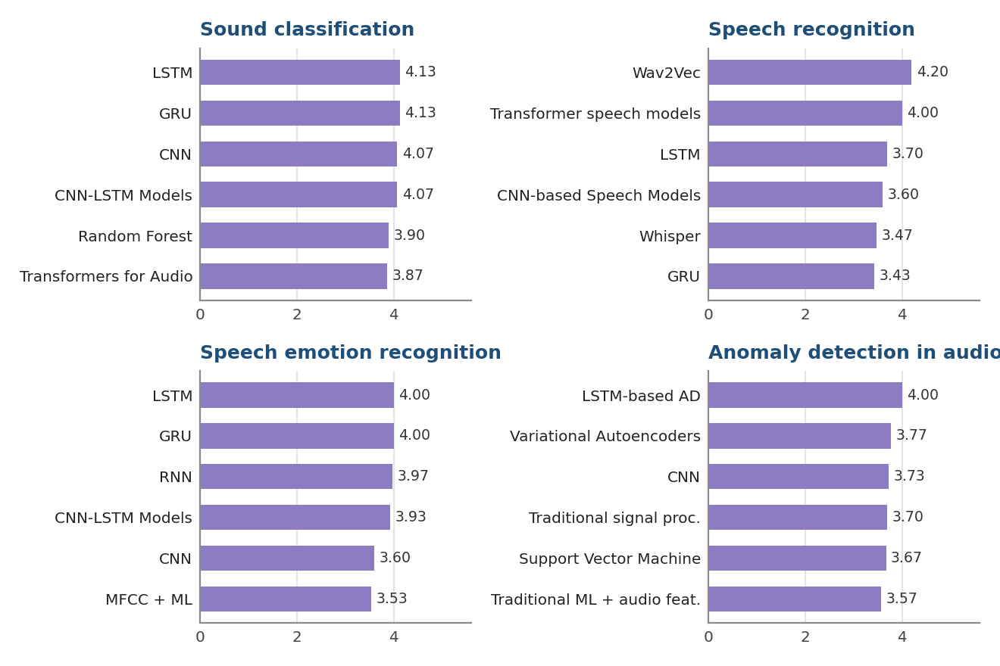 Sound classification
LSTM 4.13
GRU 4.13
CNN 4.07
CNN-LSTM Models 4.07
Random Forest 3.90
Transformers for Audio 3.87
0 2 4
Speech recognition
Wav2Vec 4.20
Transformer speech models 4.00
LSTM 3.70
CNN-based Speech Models 3.60
Whisper 3.47
GRU 3.43
0 2 4
Speech emotion recognition
LSTM 4.00
GRU 4.00
RNN 3.97
CNN-LSTM Models 3.93
CNN 3.60
MFCC + ML 3.53
0 2 4
Anomaly detection in audio
LSTM-based AD 4.00
Variational Autoencoders 3.77
CNN 3.73
Traditional signal proc. 3.70
Support Vector Machine 3.67
Traditional ML + audio feat. 3.57
0 2 4